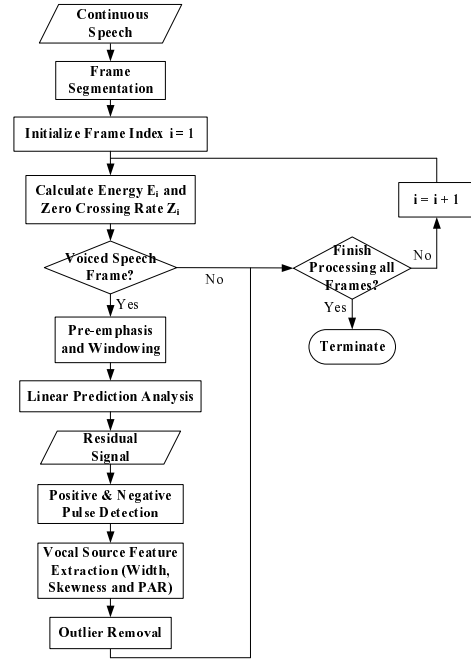 Continuous
Speech
Frame
Segmentation
Initialize Frame Index i = 1
Calculate Energy Ei and
Zero Crossing Rate Zi
Voiced Speech
Frame?
No
Yes
Pre-emphasis
and Windowing
Linear Prediction Analysis
Residual
Signal
Positive & Negative
Pulse Detection
Vocal Source Feature
Extraction (Width,
Skewness and PAR)
Outlier Removal
Finish
Processing all
Frames?
No
i = i + 1
Yes
Terminate